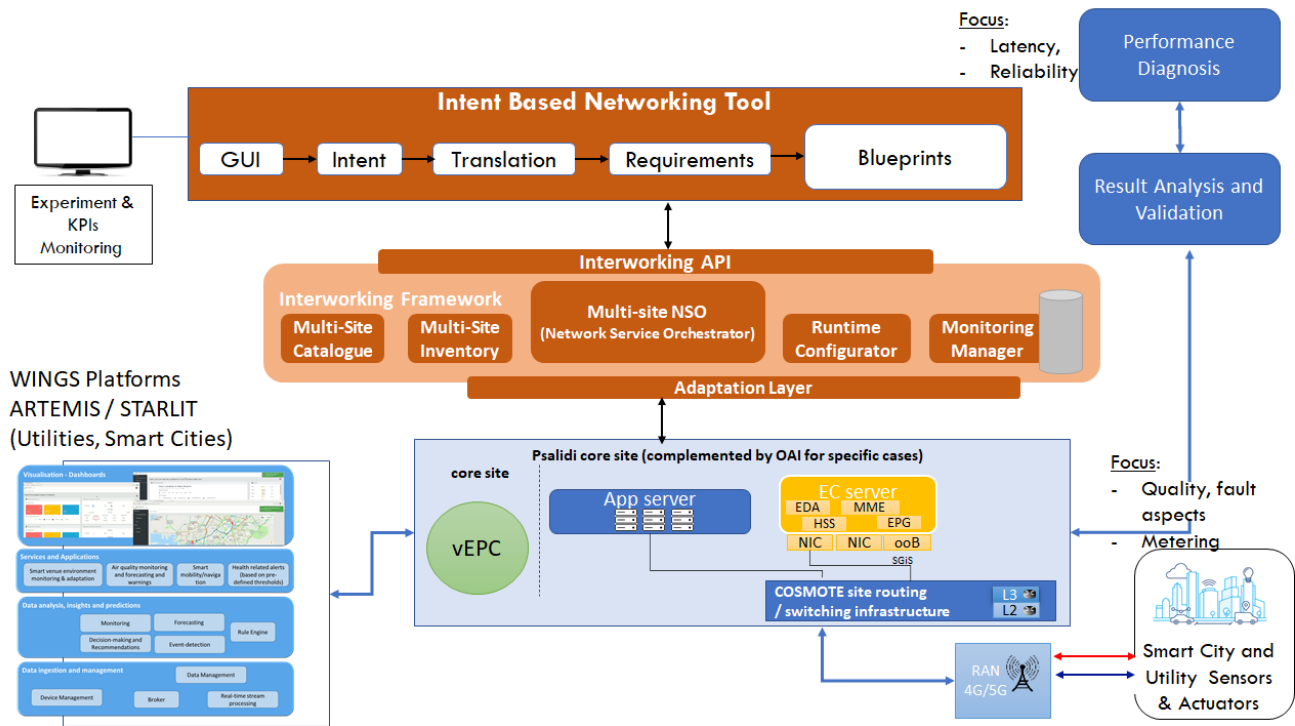 Focus:
- Latency,
- Reliability
Performance
Diagnosis
Intent Based Networking Tool
GUI
Intent
Translation
Requirements
Blueprints
Experiment &
KPIs
Monitoring
Result Analysis and
Validation
Interworking API
Interworking Framework
Multi-Site
Catalogue
Multi-Site
Inventory
Multi-site NSO
(Network Service Orchestrator)
Runtime
Configurator
Monitoring
Manager
Adaptation Layer
WINGS Platforms
ARTEMIS / STARLIT
(Utilities, Smart Cities)
Visualisation - Dashboards
Services and Applications
Smart venue environment
monitoring & adaptation
Air quality monitoring
and forecasting and
warnings
Smart
mobility/naviga
tion
Health related alerts
(based on pre-
defined thresholds)
Data analysis, insights and predictions
Monitoring
Forecasting
Rule Engine
Decision-making and
Recommendations
Event-detection
Data ingestion and management
Data Management
Device Management
Broker
Real-time stream
processing
Psalidi core site (complemented by OAI for specific cases)
core site
vEPC
App server
EC server
EDA
MME
HSS
EPG
NIC
NIC
ooB
SGiS
COSMOTE site routing
/ switching infrastructure
L3
L2
Focus:
- Quality, fault
aspects
- Metering
RAN
4G/5G
Smart City and
Utility Sensors
& Actuators